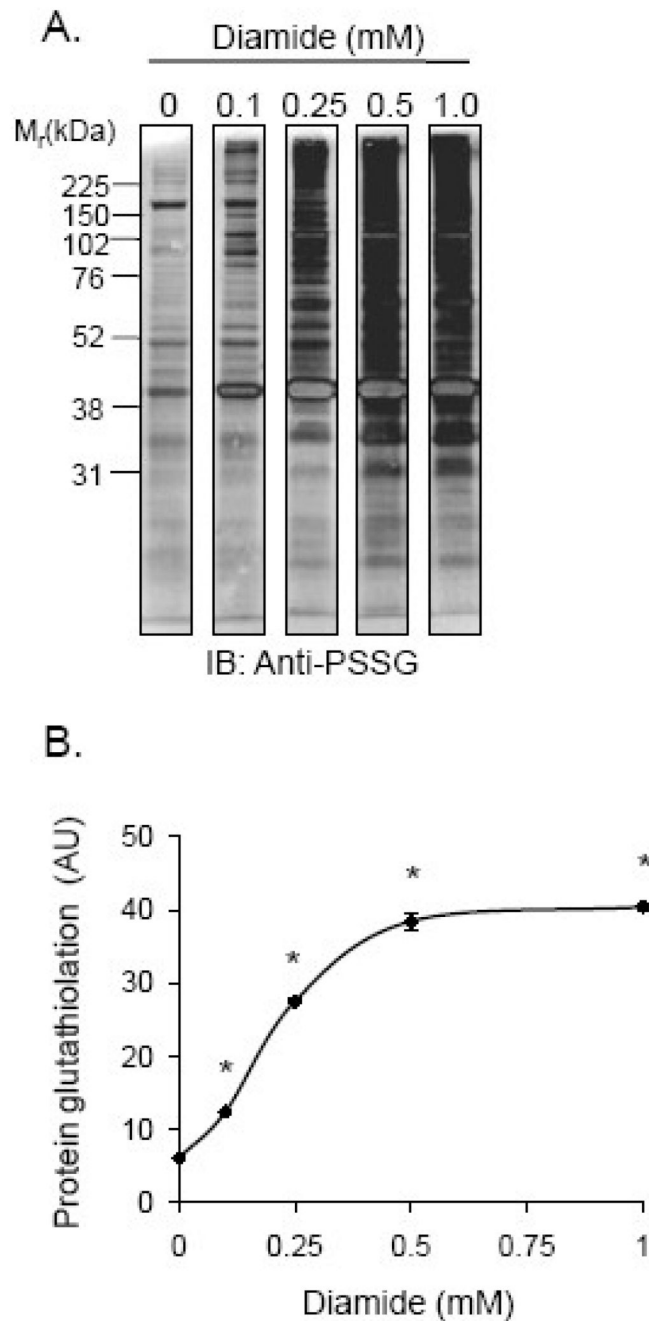 A.
Diamide (mM)
0 0.1 0.25 0.5 1.0
Mr(kDa)
225
150
102
76
52
38
31
IB: Anti-PSSG
B.
Protein glutathiolation (AU)
50
40
30
20
10
0
* * * *
0 0.25 0.5 0.75 1
Diamide (mM)